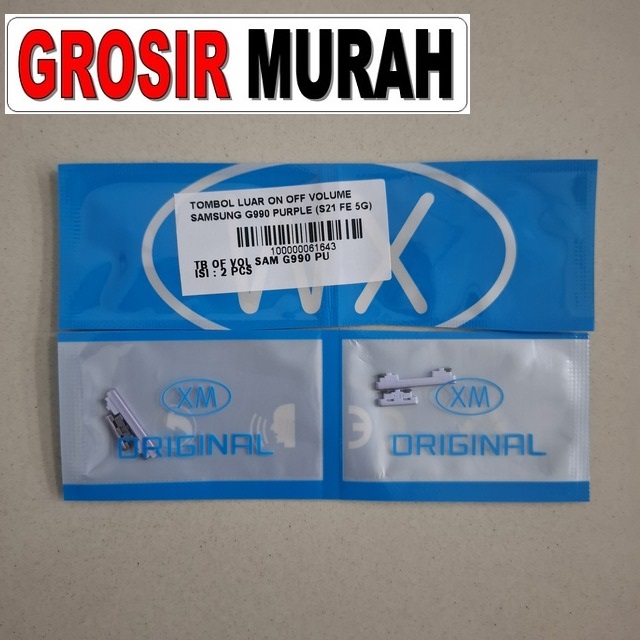 GROSIR MURAH
TOMBOL LUAR ON OFF VOLUME
SAMSUNG G990 PURPLE (S21 FE 5G)
100000061643
TB OF VOL SAM G990 PU
ISI : 2 PCS
XM
XM
XM
ORIGINAL
ORIGINAL